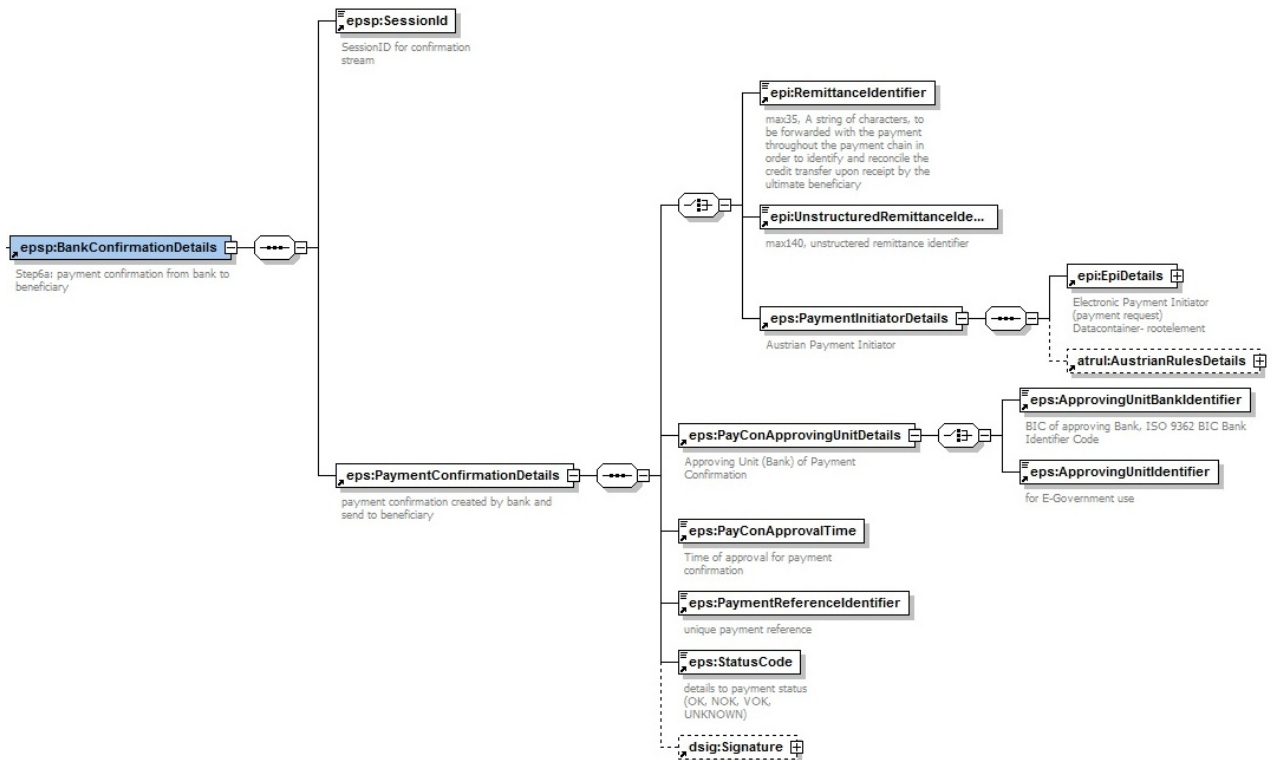 epsp:SessionId
SessionID for confirmation
stream
epi:RemittanceIdentifier
max35, A string of characters, to
be forwarded with the payment
throughout the payment chain in
order to identify and reconcile the
credit transfer upon receipt by the
ultimate beneficiary
epi:UnstructuredRemittanceIde...
max140, unstructered remittance identifier
epsp:BankConfirmationDetails
Step6a: payment confirmation from bank to
beneficiary
epi:EpiDetails
Electronic Payment Initiator
(payment request)
Datacontainer- rootelement
eps:PaymentInitiatorDetails
Austrian Payment Initiator
atrul:AustrianRulesDetails
eps:ApprovingUnitBankIdentifier
BIC of approving Bank, ISO 9362 BIC Bank
Identifier Code
eps:PayConApprovingUnitDetails
Approving Unit (Bank) of Payment
Confirmation
eps:ApprovingUnitIdentifier
for E-Government use
eps:PaymentConfirmationDetails
payment confirmation created by bank and
send to beneficiary
eps:PayConApprovalTime
Time of approval for payment
confirmation
eps:PaymentReferenceIdentifier
unique payment reference
eps:StatusCode
details to payment status
(OK, NOK, VOK,
UNKNOWN)
dsig:Signature